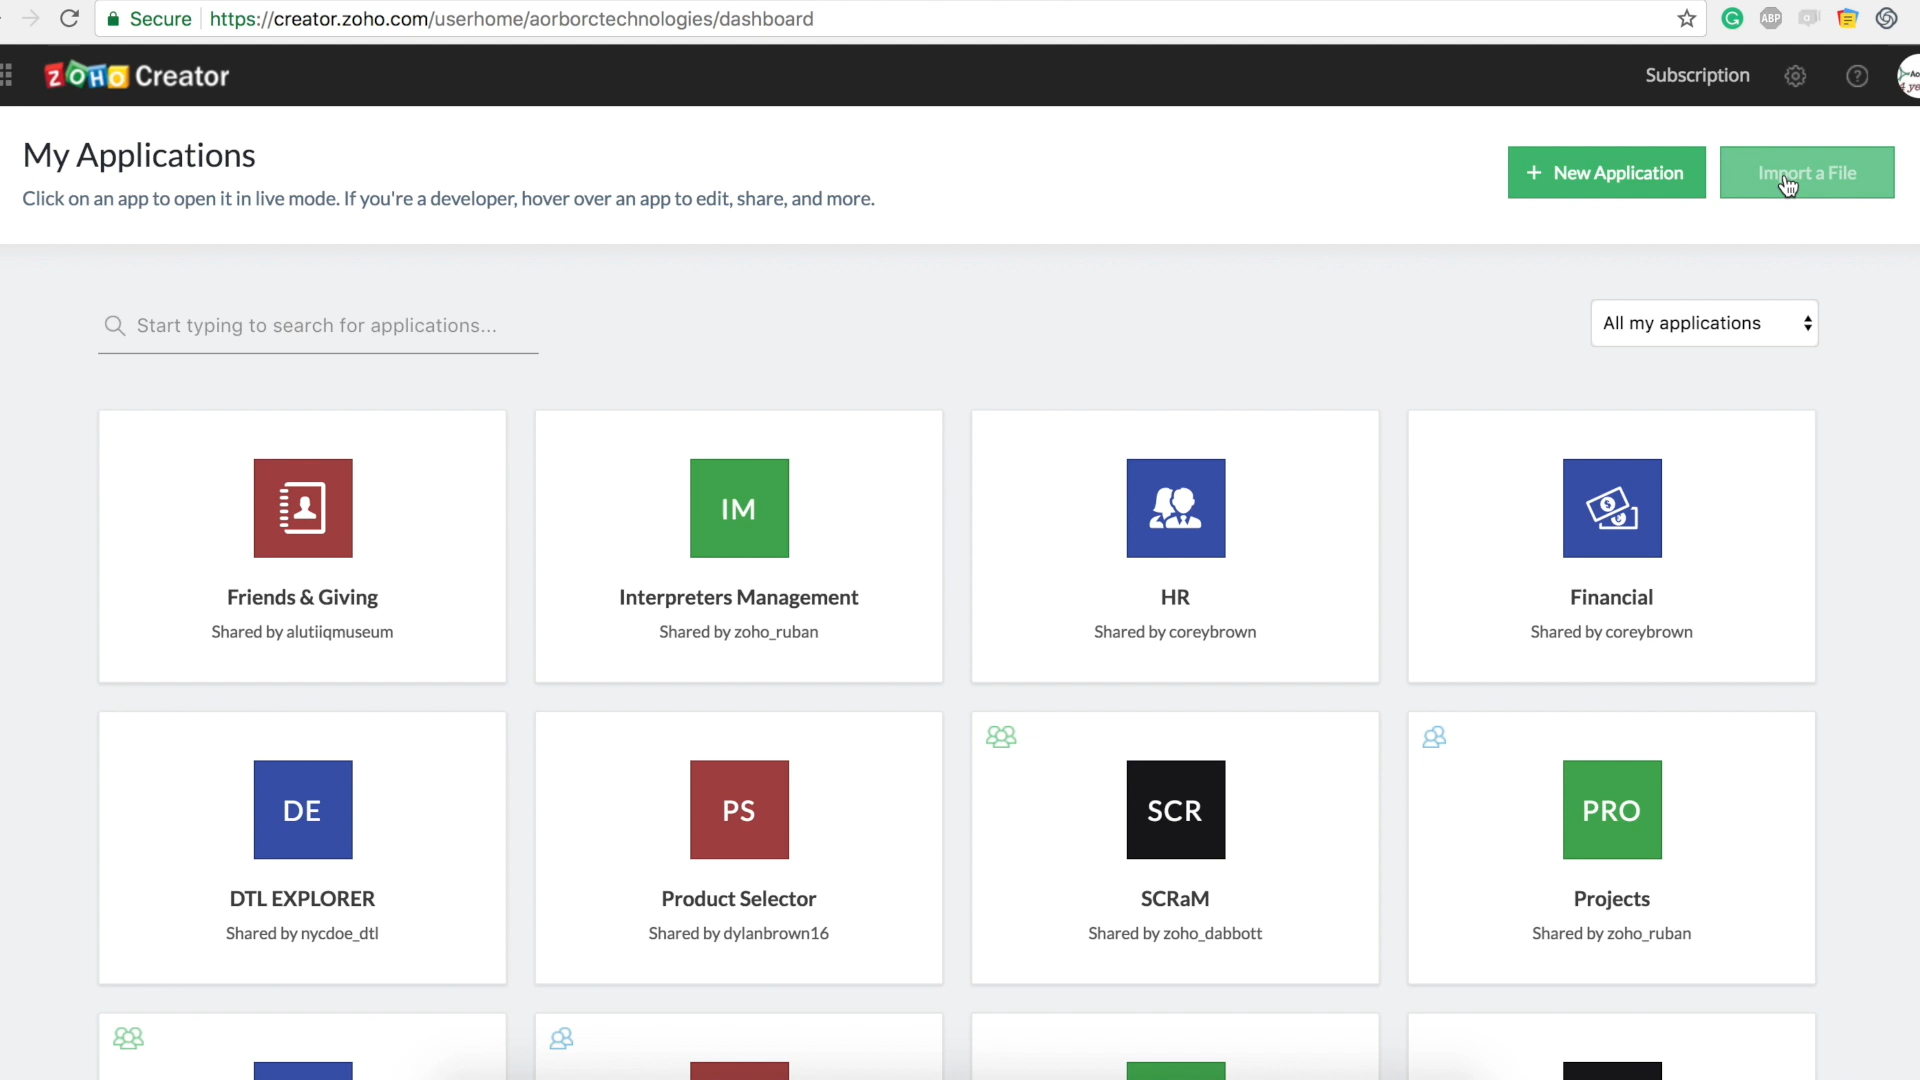 Secure https://creator.zoho.com/userhome/aorborctechnologies/dashboard
ABP
ZOHO Creator
Subscription
My Applications
+ New Application
Import a File
Click on an app to open it in live mode. If you're a developer, hover over an app to edit, share, and more.
Start typing to search for applications...
All my applications
IM
Friends & Giving
Interpreters Management
HR
Financial
Shared by alutiiqmuseum
Shared by zoho_ruban
Shared by coreybrown
Shared by coreybrown
DE
PS
SCR
PRO
DTL EXPLORER
Product Selector
SCRaM
Projects
Shared by nycdoe_dtl
Shared by dylanbrown16
Shared by zoho_dabbott
Shared by zoho_ruban